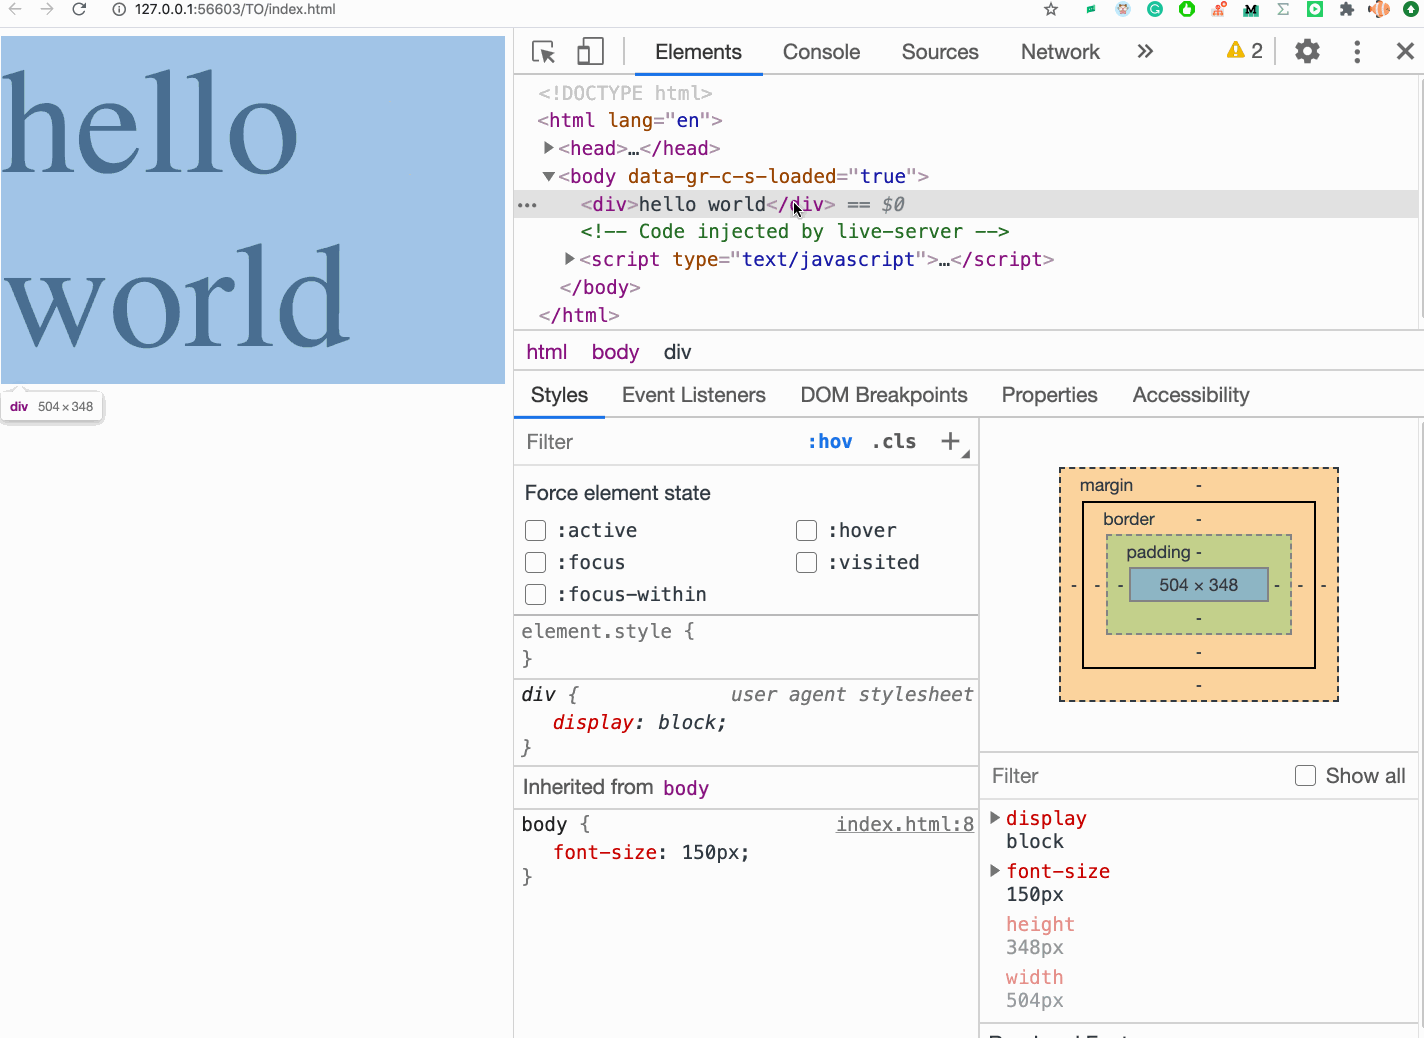 127.0.0.1:56603/TO/index.html
hello
world
div 504 × 348
Elements Console Sources Network » 2
<!DOCTYPE html>
<html lang="en">
<head>…</head>
<body data-gr-c-s-loaded="true">
<div>hello world</div> == $0
<!-- Code injected by live-server -->
<script type="text/javascript">…</script>
</body>
</html>
html body div
Styles Event Listeners DOM Breakpoints Properties Accessibility
Filter :hov .cls +
Force element state
:active :hover
:focus :visited
:focus-within
element.style {
}
div { user agent stylesheet
display: block;
}
Inherited from body
body { index.html:8
font-size: 150px;
}
margin -
border -
padding -
- - - 504 × 348 - - -
-
-
-
Filter Show all
display
block
font-size
150px
height
348px
width
504px